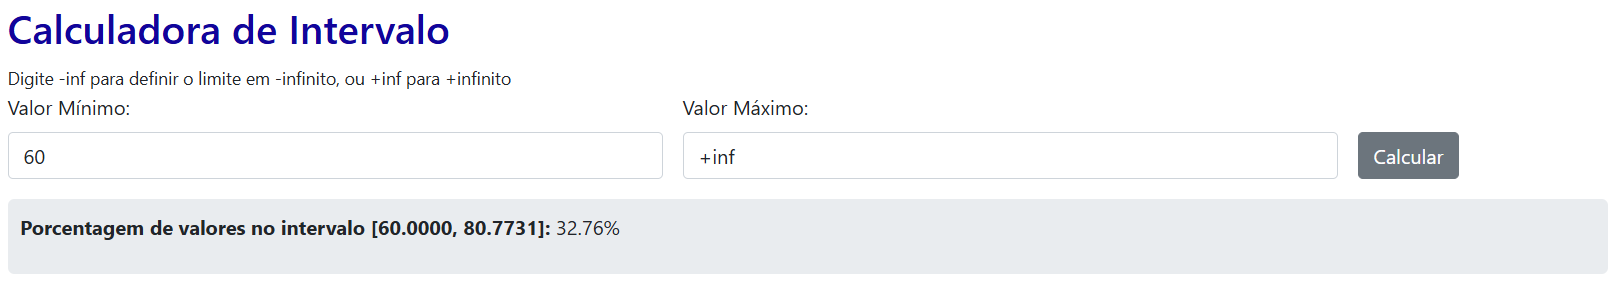 Calculadora de Intervalo
Digite -inf para definir o limite em -infinito, ou +inf para +infinito
Valor Mínimo:
Valor Máximo:
60
+inf
Calcular
Porcentagem de valores no intervalo [60.0000, 80.7731]: 32.76%